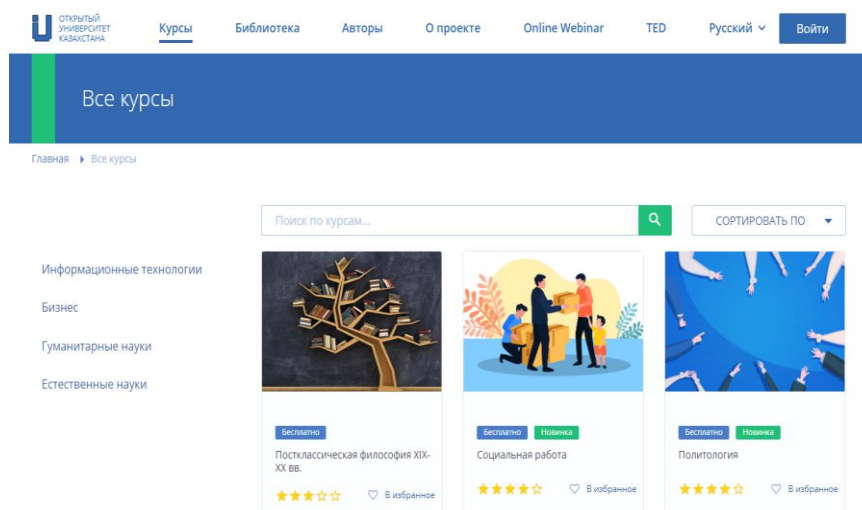 ОТКРЫТЫЙ
УНИВЕРСИТЕТ
КАЗАХСТАНА
Курсы Библиотека Авторы О проекте Online Webinar TED Русский Войти
Все курсы
Главная Все курсы
Поиск по курсам... СОРТИРОВАТЬ ПО
Информационные технологии
Бизнес
Гуманитарные науки
Естественные науки
Бесплатно
Постклассическая философия XIX-
XX вв.
В избранное
Бесплатно Новинка
Социальная работа
В избранное
Бесплатно Новинка
Политология
В избранное